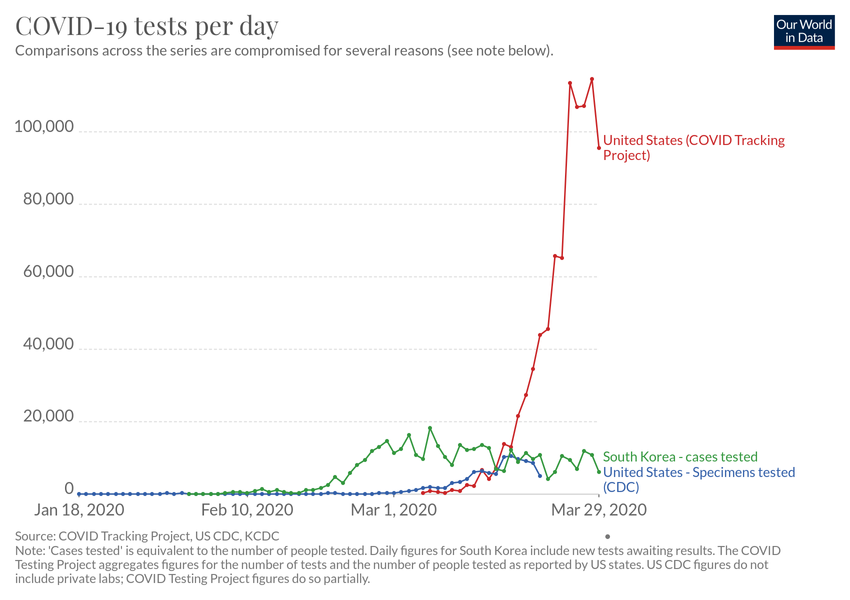 COVID-19 tests per day
Our World
in Data
Comparisons across the series are compromised for several reasons (see note below).
100,000
80,000
60,000
40,000
20,000
0
United States (COVID Tracking
Project)
South Korea - cases tested
United States - Specimens tested
(CDC)
Jan 18, 2020
Feb 10, 2020
Mar 1, 2020
Mar 29, 2020
Source: COVID Tracking Project, US CDC, KCDC
Note: 'Cases tested' is equivalent to the number of people tested. Daily figures for South Korea include new tests awaiting results. The COVID
Testing Project aggregates figures for the number of tests and the number of people tested as reported by US states. US CDC figures do not
include private labs; COVID Testing Project figures do so partially.